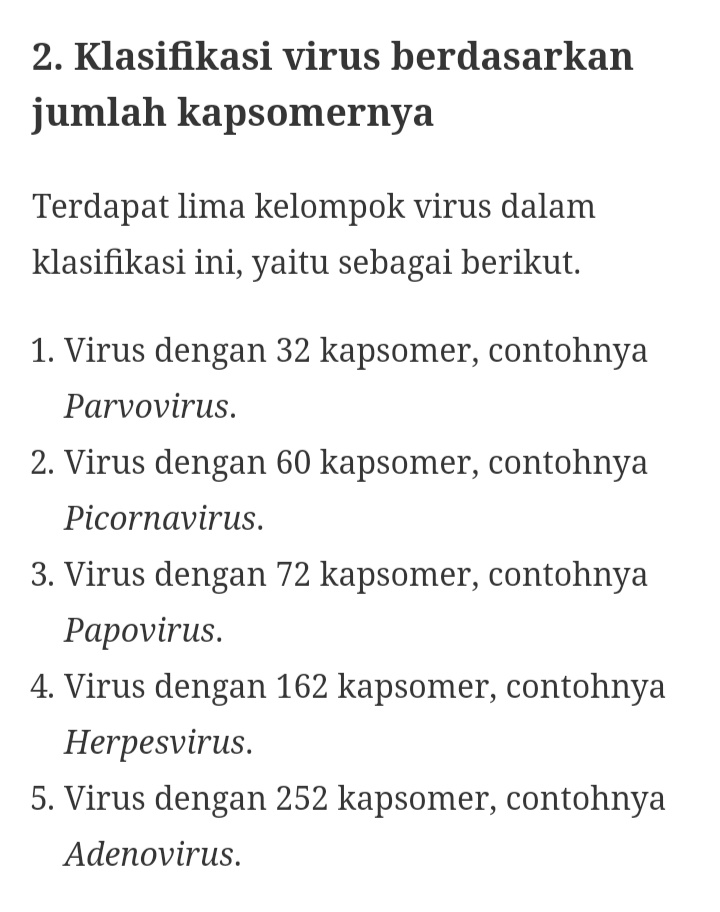 2. Klasifikasi virus berdasarkan
jumlah kapsomernya
Terdapat lima kelompok virus dalam
klasifikasi ini, yaitu sebagai berikut.
1. Virus dengan 32 kapsomer, contohnya
Parvovirus.
2. Virus dengan 60 kapsomer, contohnya
Picornavirus.
3. Virus dengan 72 kapsomer, contohnya
Papovirus.
4. Virus dengan 162 kapsomer, contohnya
Herpesvirus.
5. Virus dengan 252 kapsomer, contohnya
Adenovirus.